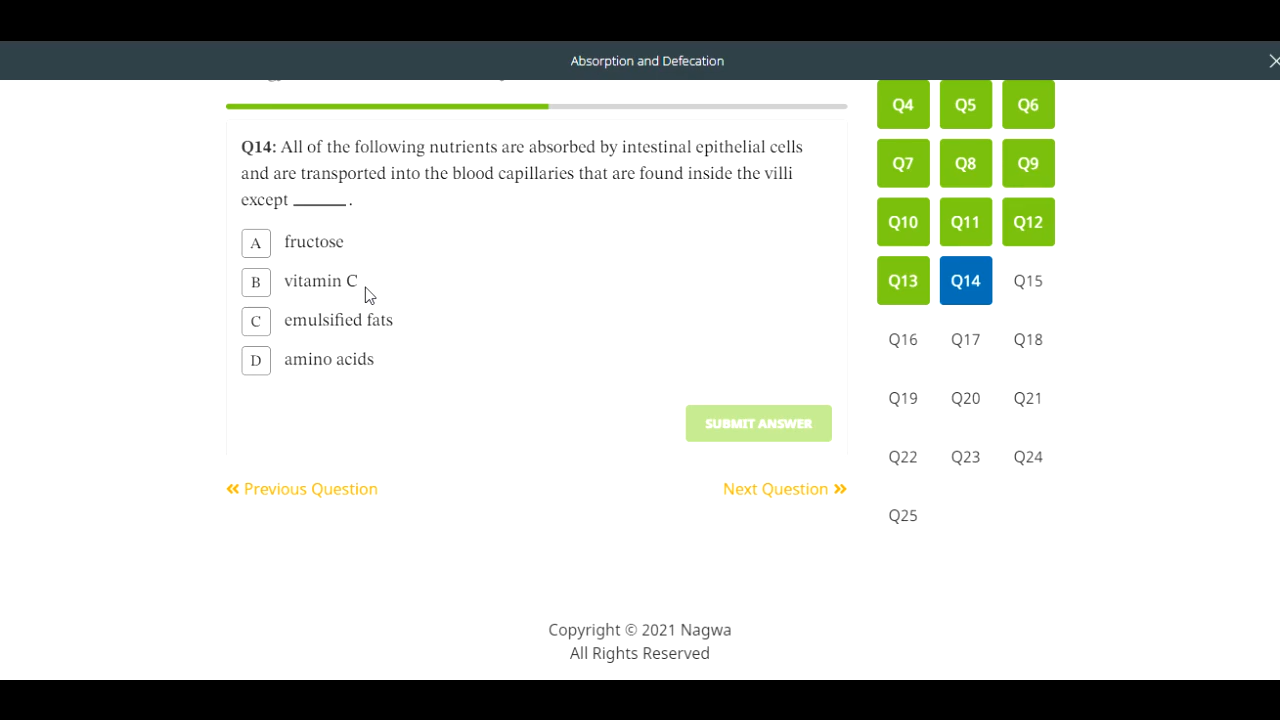 Absorption and Defecation
Q4 Q5 Q6
Q14: All of the following nutrients are absorbed by intestinal epithelial cells
and are transported into the blood capillaries that are found inside the villi
except ______ .
A fructose
B vitamin C
C emulsified fats
D amino acids
SUBMIT ANSWER
Previous Question
Next Question
Q7 Q8 Q9
Q10 Q11 Q12
Q13 Q14 Q15
Q16 Q17 Q18
Q19 Q20 Q21
Q22 Q23 Q24
Q25
Copyright © 2021 Nagwa
All Rights Reserved